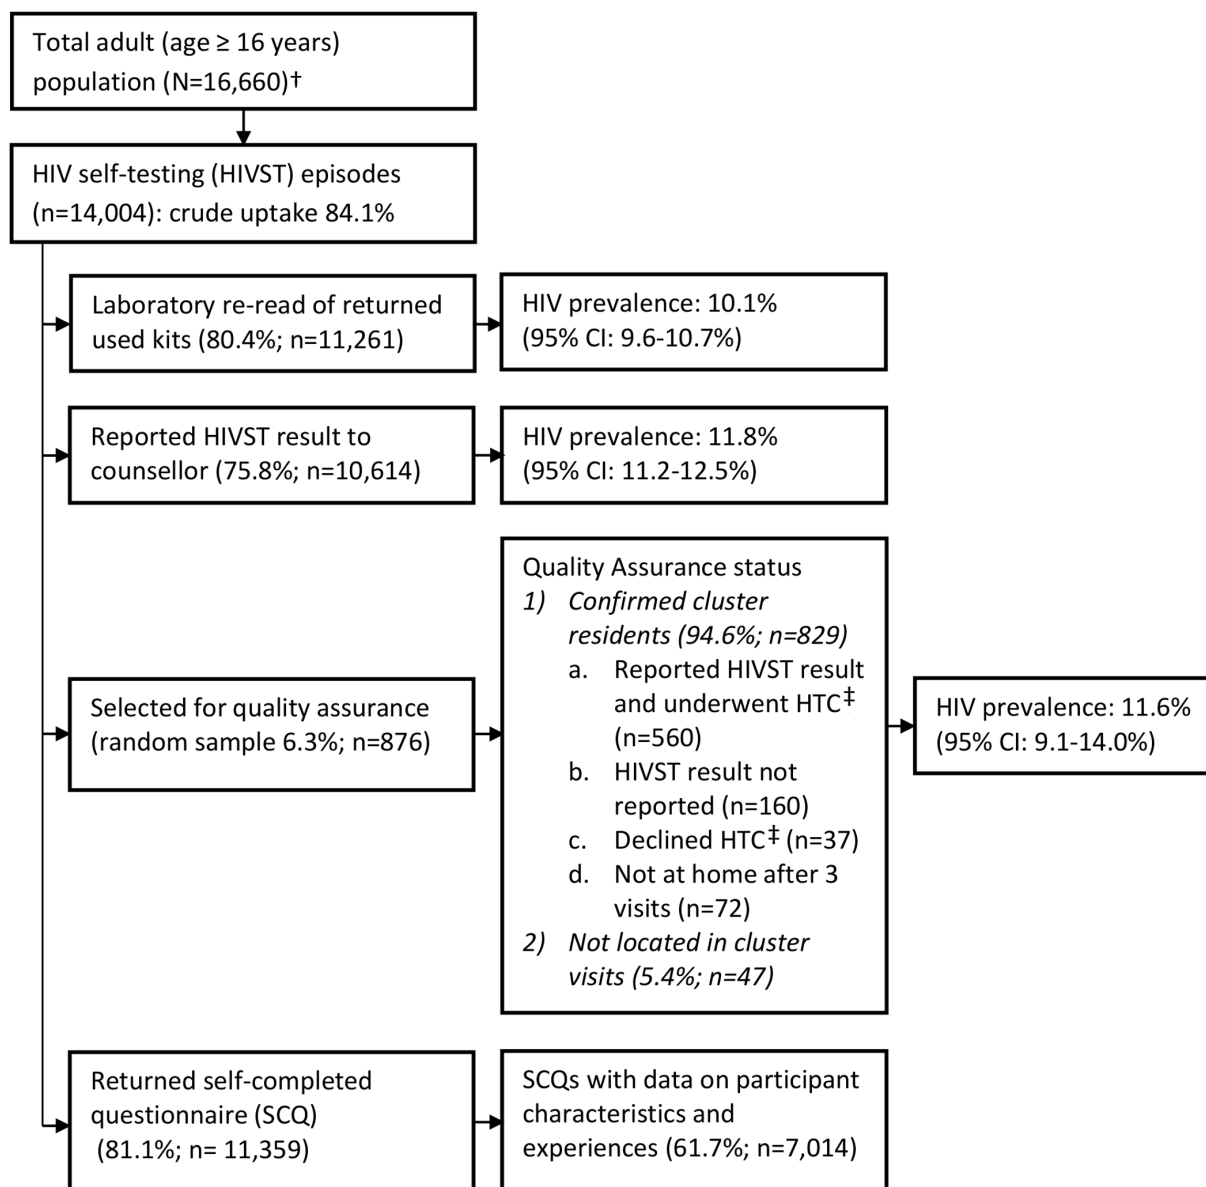 Total adult (age ≥ 16 years)
population (N=16,660)†
HIV self-testing (HIVST) episodes
(n=14,004): crude uptake 84.1%
Laboratory re-read of returned
used kits (80.4%; n=11,261)
HIV prevalence: 10.1%
(95% CI: 9.6-10.7%)
Reported HIVST result to
counsellor (75.8%; n=10,614)
HIV prevalence: 11.8%
(95% CI: 11.2-12.5%)
Selected for quality assurance
(random sample 6.3%; n=876)
Quality Assurance status
1) Confirmed cluster
residents (94.6%; n=829)
a. Reported HIVST result
and underwent HTC‡
(n=560)
b. HIVST result not
reported (n=160)
c. Declined HTC‡ (n=37)
d. Not at home after 3
visits (n=72)
2) Not located in cluster
visits (5.4%; n=47)
HIV prevalence: 11.6%
(95% CI: 9.1-14.0%)
Returned self-completed
questionnaire (SCQ)
(81.1%; n= 11,359)
SCQs with data on participant
characteristics and
experiences (61.7%; n=7,014)